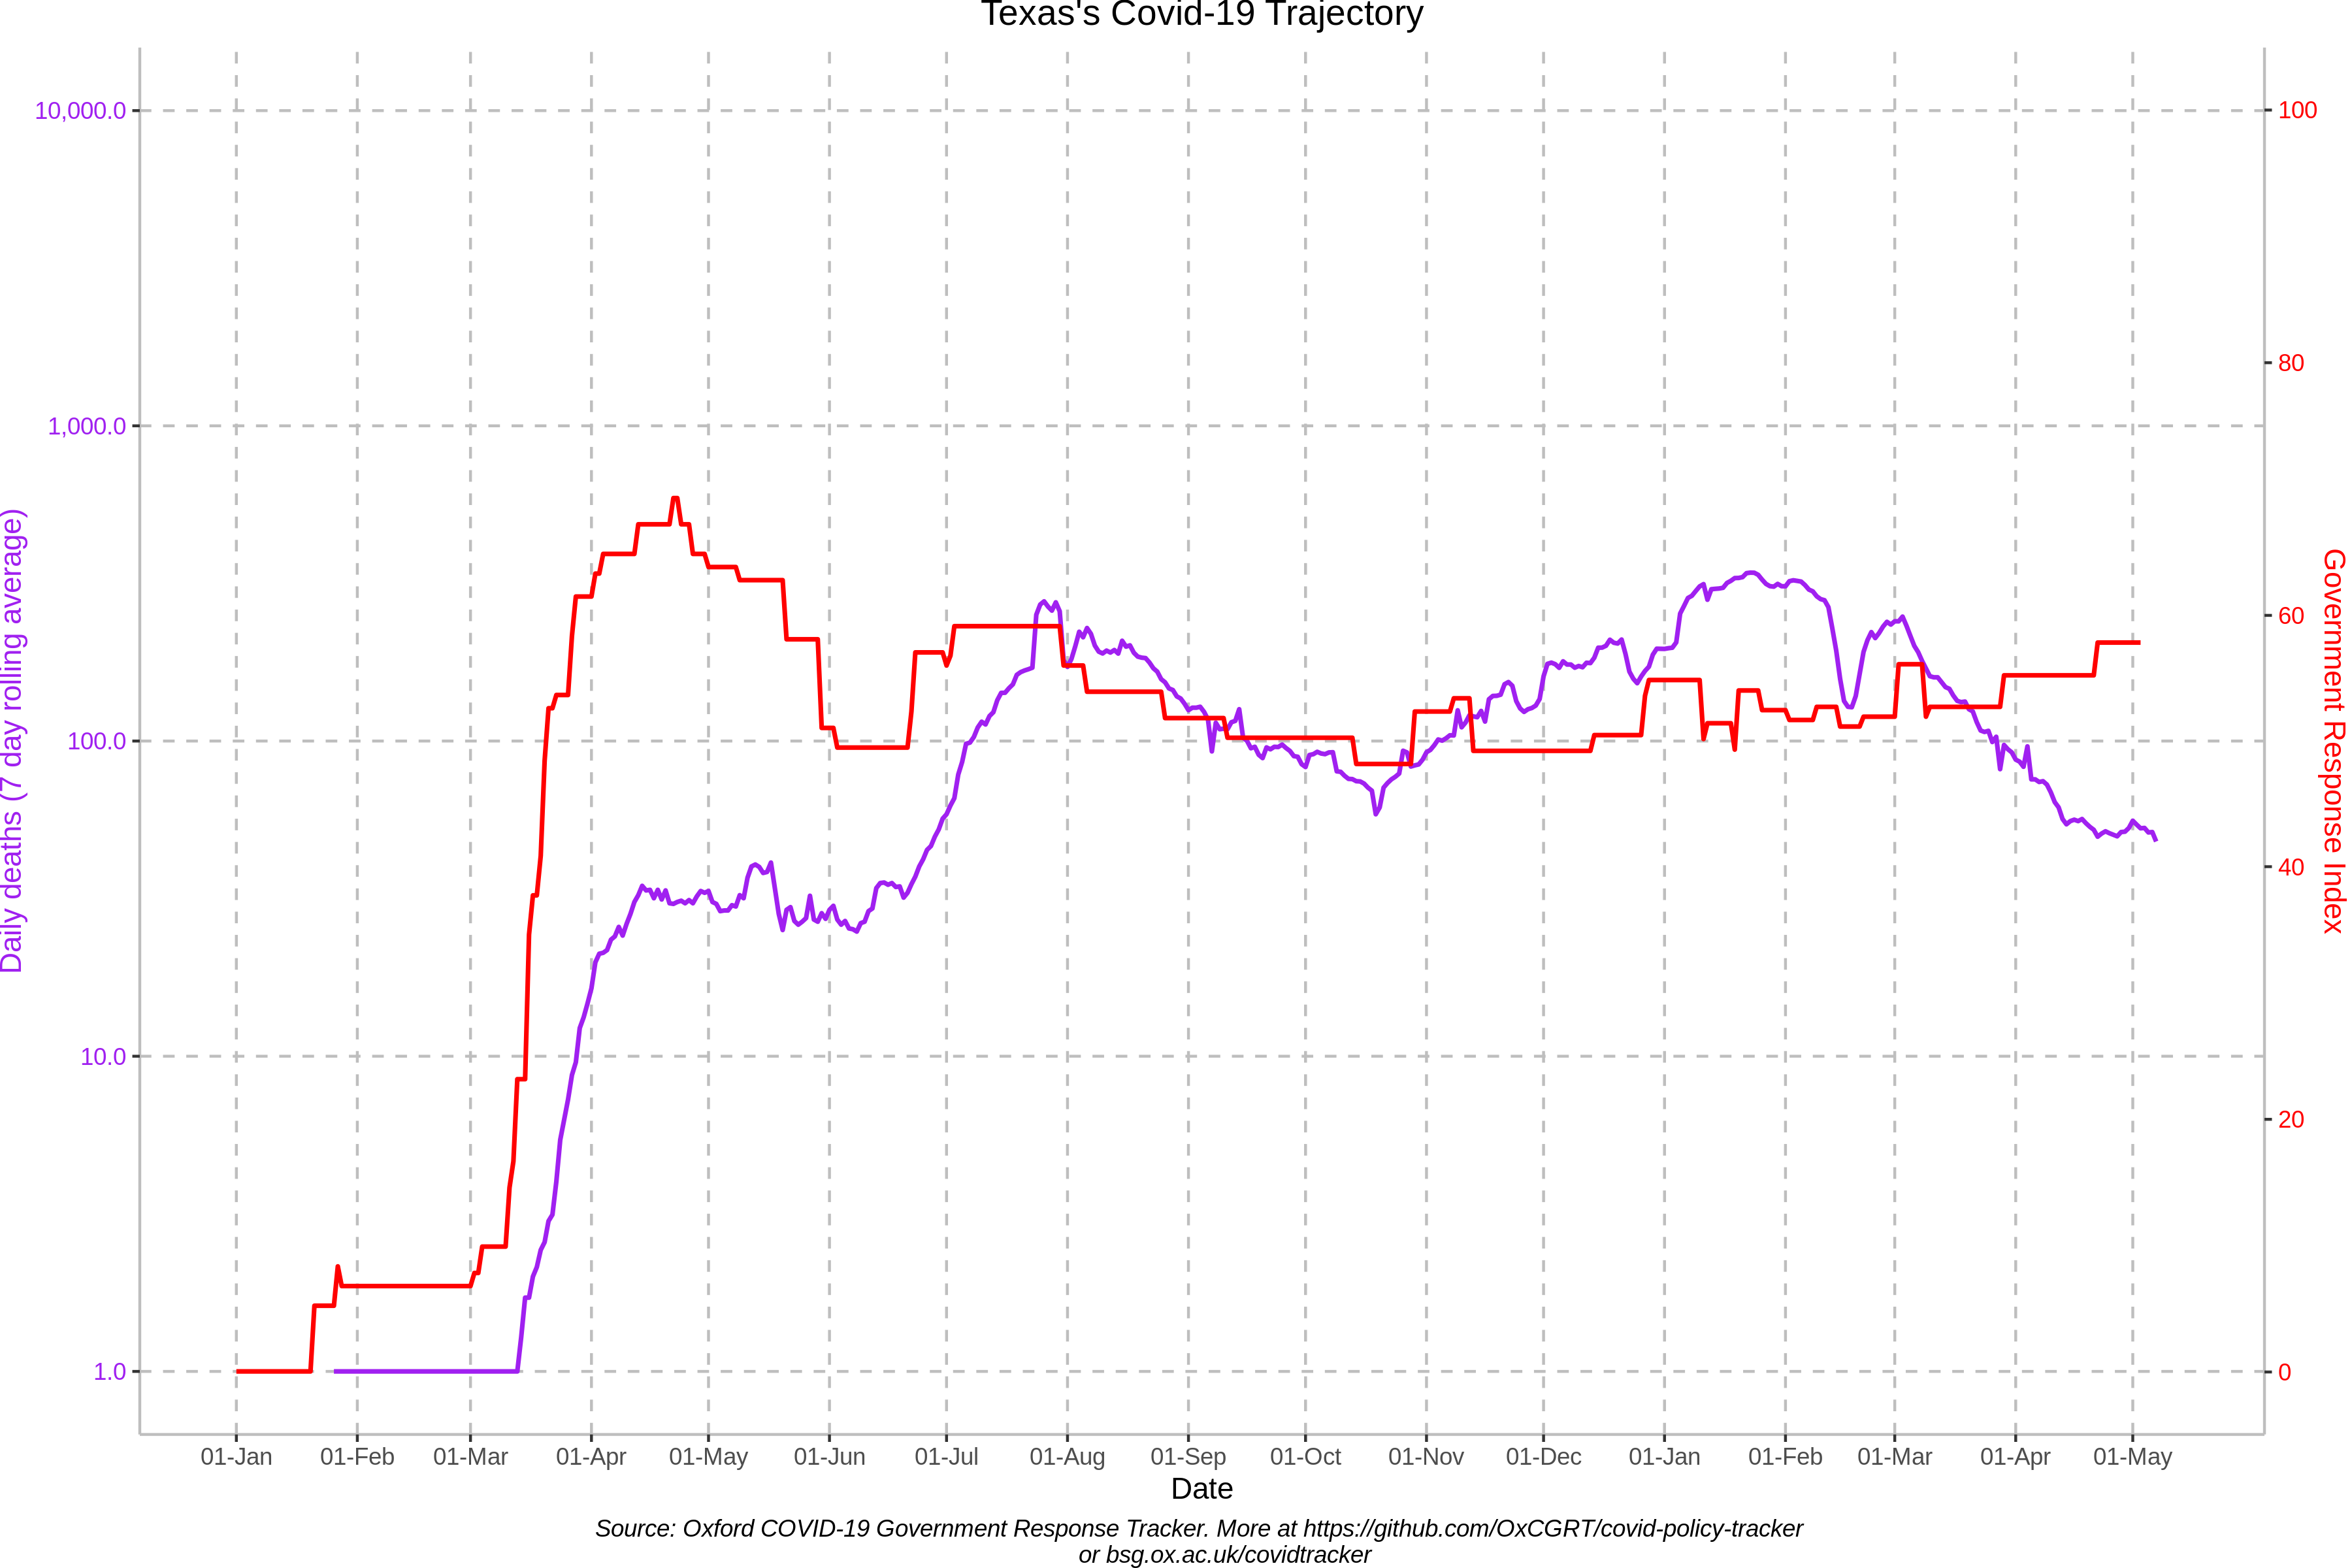 Texas's Covid-19 Trajectory
10,000.0
1,000.0
100.0
10.0
1.0
Daily deaths (7 day rolling average)
100
80
60
40
20
0
Government Response Index
01-Jan 01-Feb 01-Mar 01-Apr 01-May 01-Jun 01-Jul 01-Aug 01-Sep 01-Oct 01-Nov 01-Dec 01-Jan 01-Feb 01-Mar 01-Apr 01-May
Date
Source: Oxford COVID-19 Government Response Tracker. More at https://github.com/OxCGRT/covid-policy-tracker
or bsg.ox.ac.uk/covidtracker